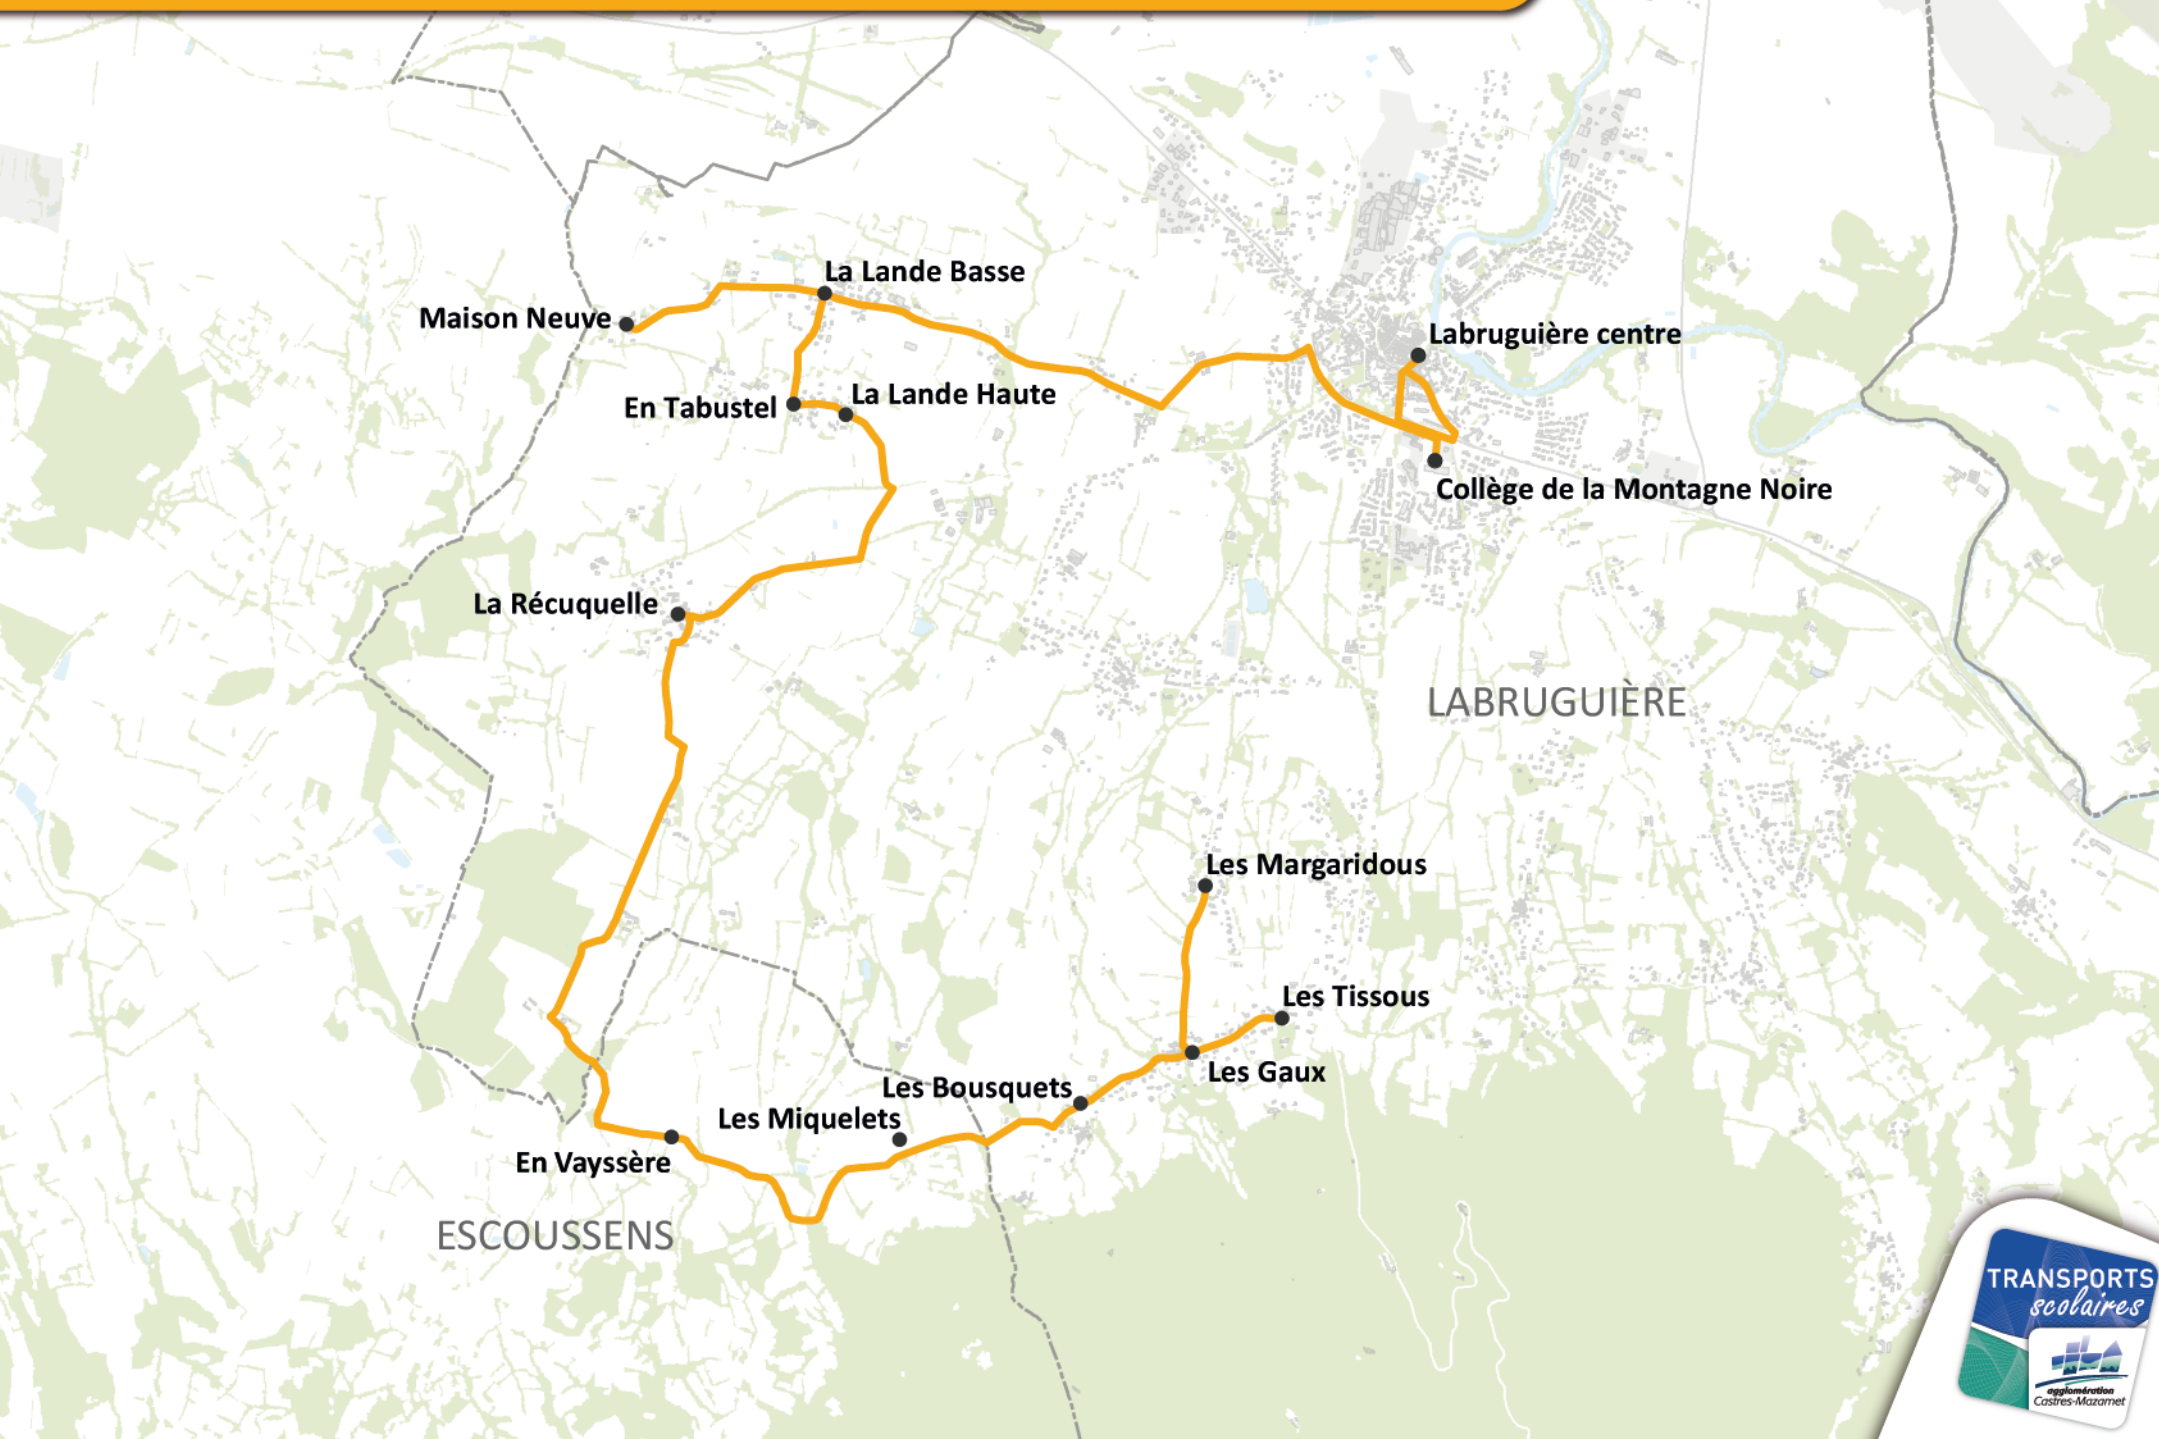 La Lande Basse
Maison Neuve
Labruguière centre
La Lande Haute
En Tabustel
Collège de la Montagne Noire
La Récuquelle
LABRUGUIÈRE
Les Margaridous
Les Tissous
Les Gaux
Les Bousquets
Les Miquelets
En Vayssère
ESCOUSSENS
TRANSPORTS
scolaires
agglomération
Castres-Mazamet